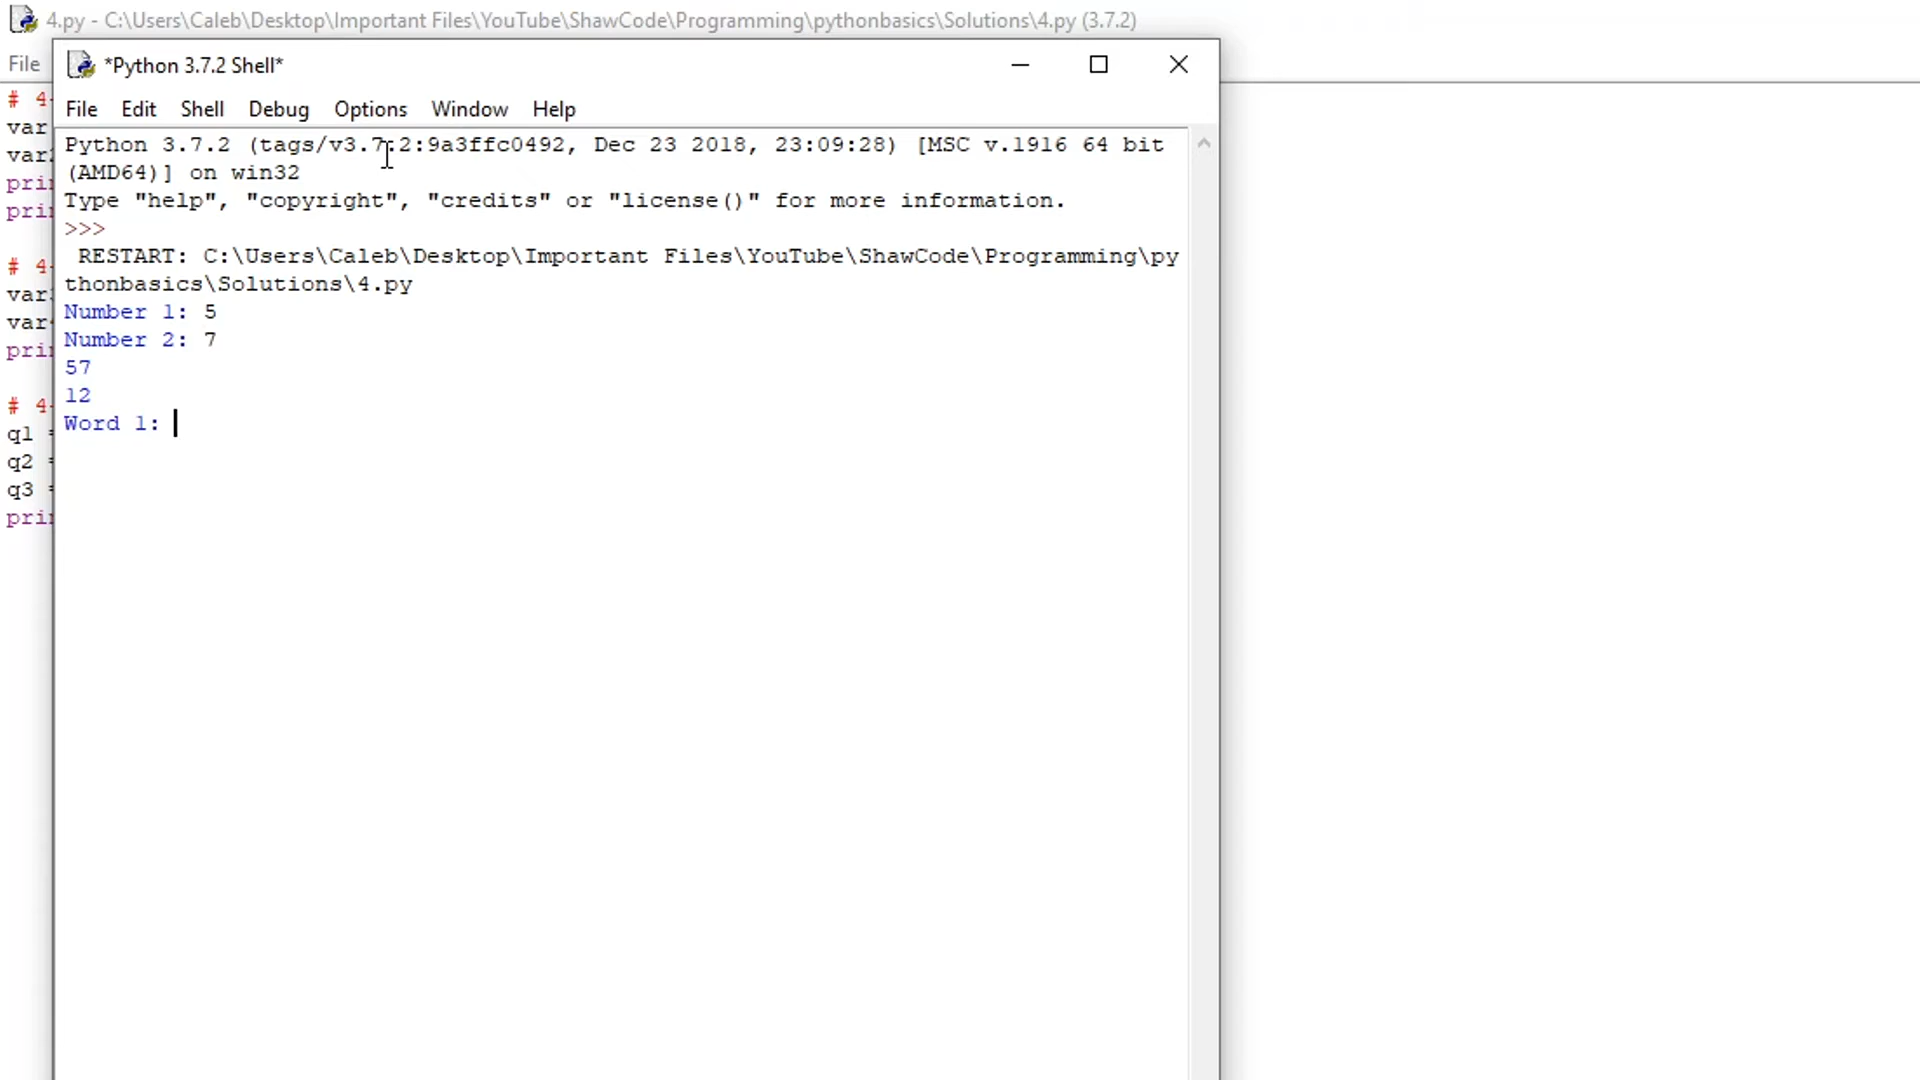 4.py - C:\Users\Caleb\Desktop\Important Files\YouTube\ShawCode\Programming\pythonbasics\Solutions\4.py (3.7.2)
File
*Python 3.7.2 Shell*
File Edit Shell Debug Options Window Help
Python 3.7.2 (tags/v3.7.2:9a3ffc0492, Dec 23 2018, 23:09:28) [MSC v.1916 64 bit
(AMD64)] on win32
Type "help", "copyright", "credits" or "license()" for more information.
>>>
RESTART: C:\Users\Caleb\Desktop\Important Files\YouTube\ShawCode\Programming\py
thonbasics\Solutions\4.py
Number 1: 5
Number 2: 7
57
12
Word 1:
# 4
var
var
pri
pri
# 4
var
var
pri
# 4
q1 =
q2 =
q3 =
pri